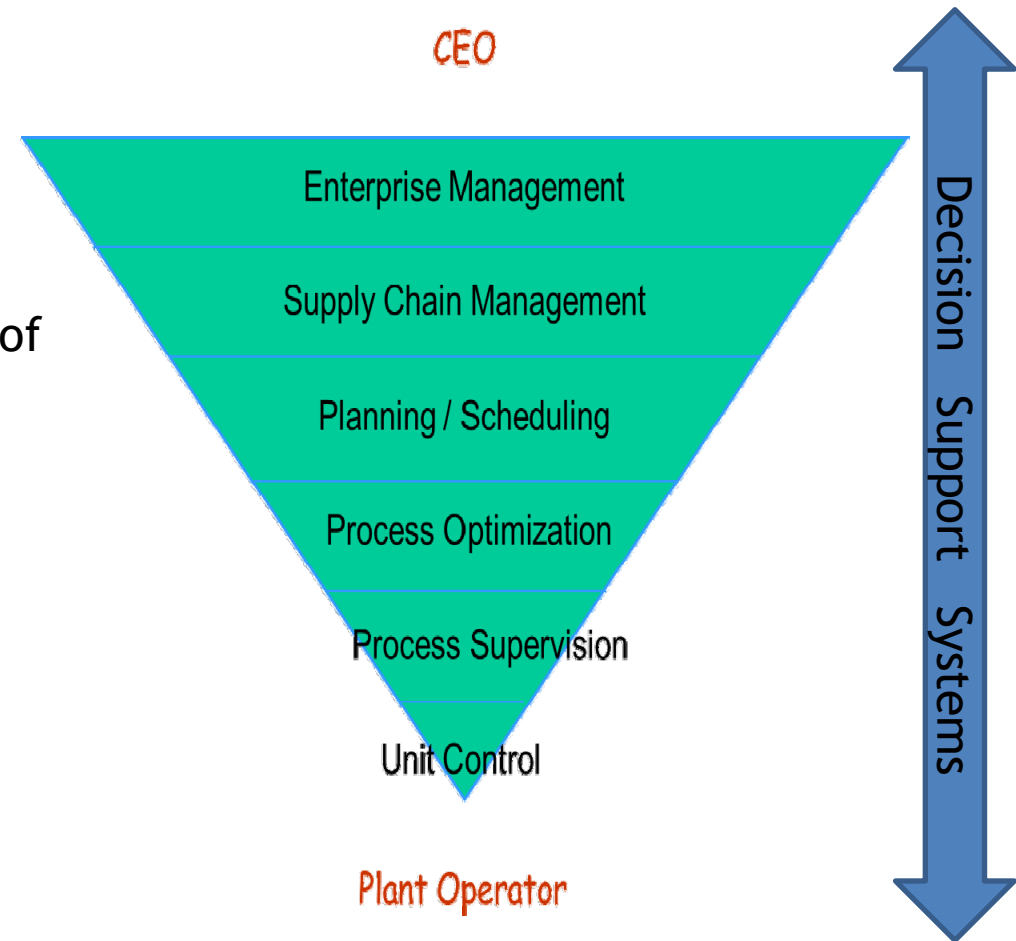 CEO
Enterprise Management
Supply Chain Management
of
Planning / Scheduling
Process Optimization
Process Supervision
Unit Control
Plant Operator
Decision Support Systems